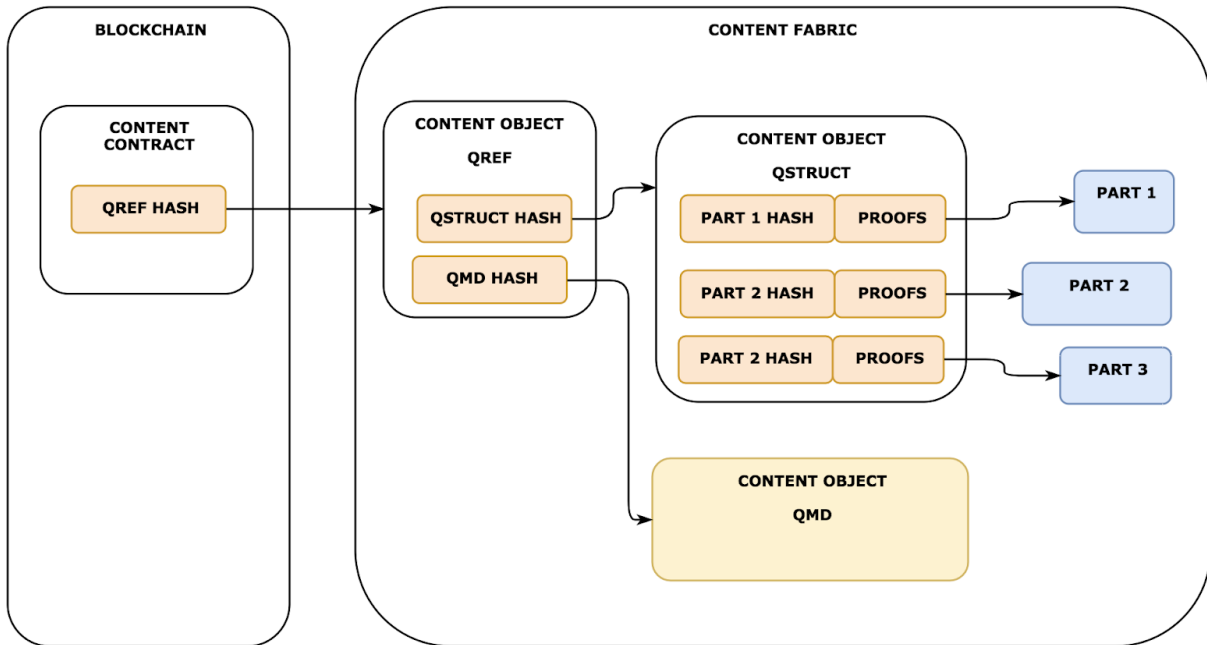 BLOCKCHAIN
CONTENT
CONTRACT
QREF HASH
CONTENT FABRIC
CONTENT OBJECT
QREF
QSTRUCT HASH
QMD HASH
CONTENT OBJECT
QSTRUCT
PART 1 HASH
PROOFS
PART 2 HASH
PROOFS
PART 2 HASH
PROOFS
PART 1
PART 2
PART 3
CONTENT OBJECT
QMD